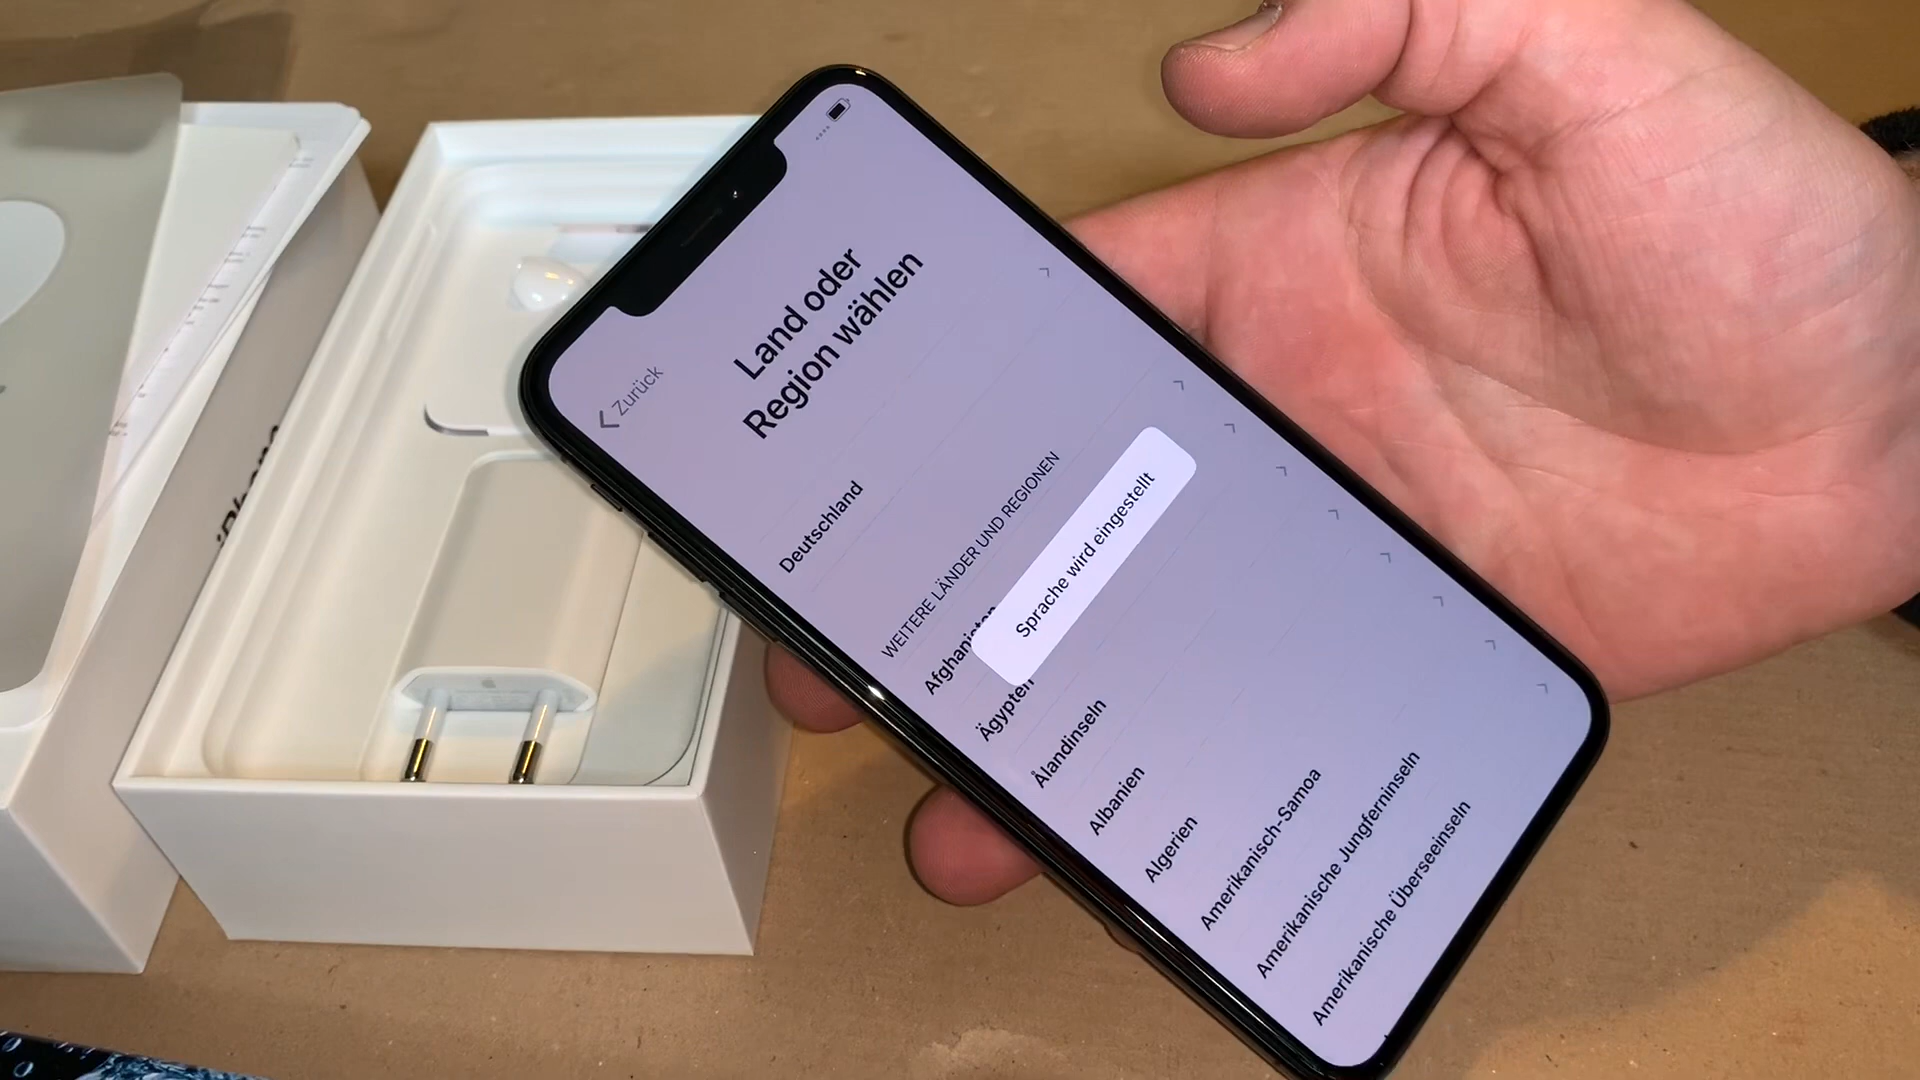 Zurück
Land oder
Region wählen
Deutschland
WEITERE LÄNDER UND REGIONEN
Sprache wird eingestellt
Ägypten
Ålandinseln
Albanien
Algerien
Amerikanisch-Samoa
Amerikanische Jungferninseln
Amerikanische Überseeinseln
iPhone